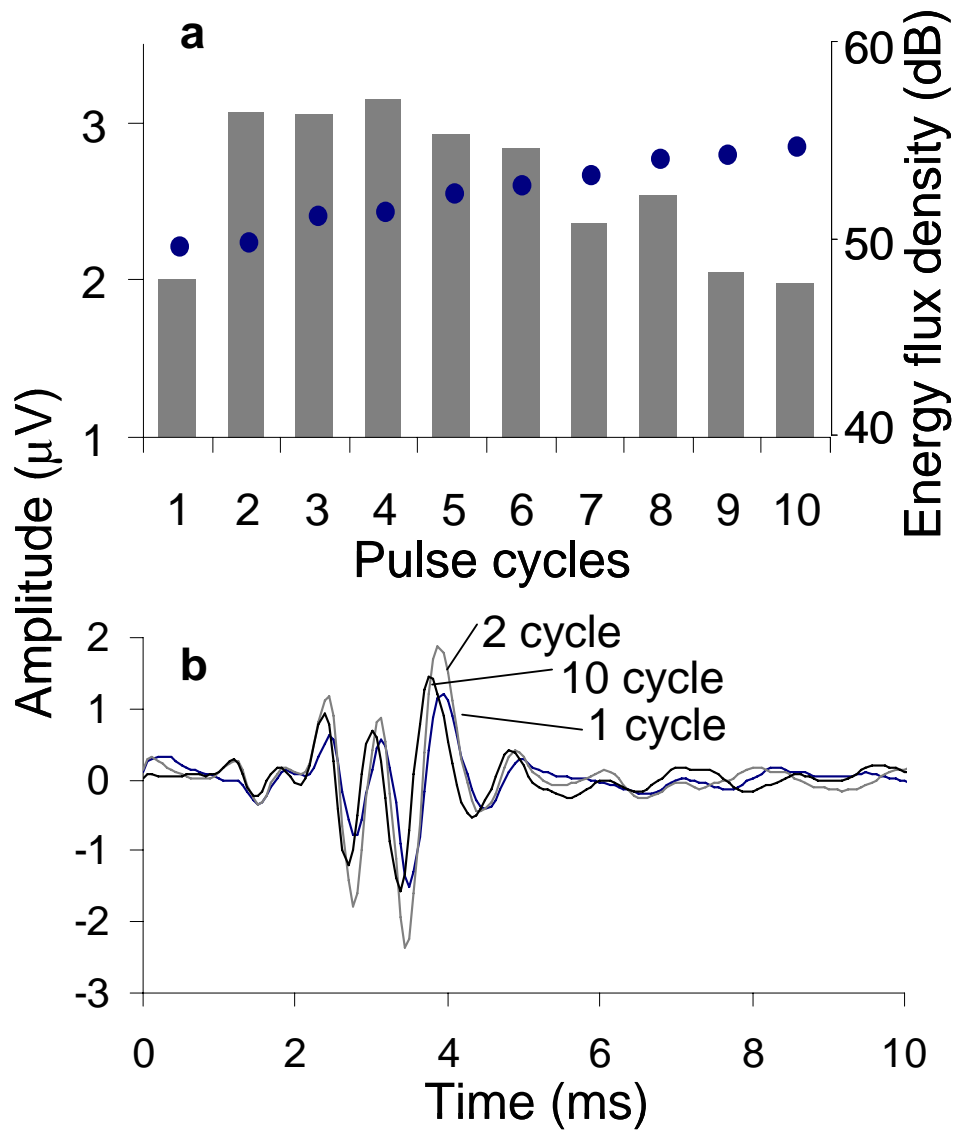 a
3
2
1
60
50
40
Energy flux density (dB)
1 2 3 4 5 6 7 8 9 10
Pulse cycles
Amplitude (μV)
b
2 cycle
10 cycle
1 cycle
2
1
0
-1
-2
-3
0 2 4 6 8 10
Time (ms)